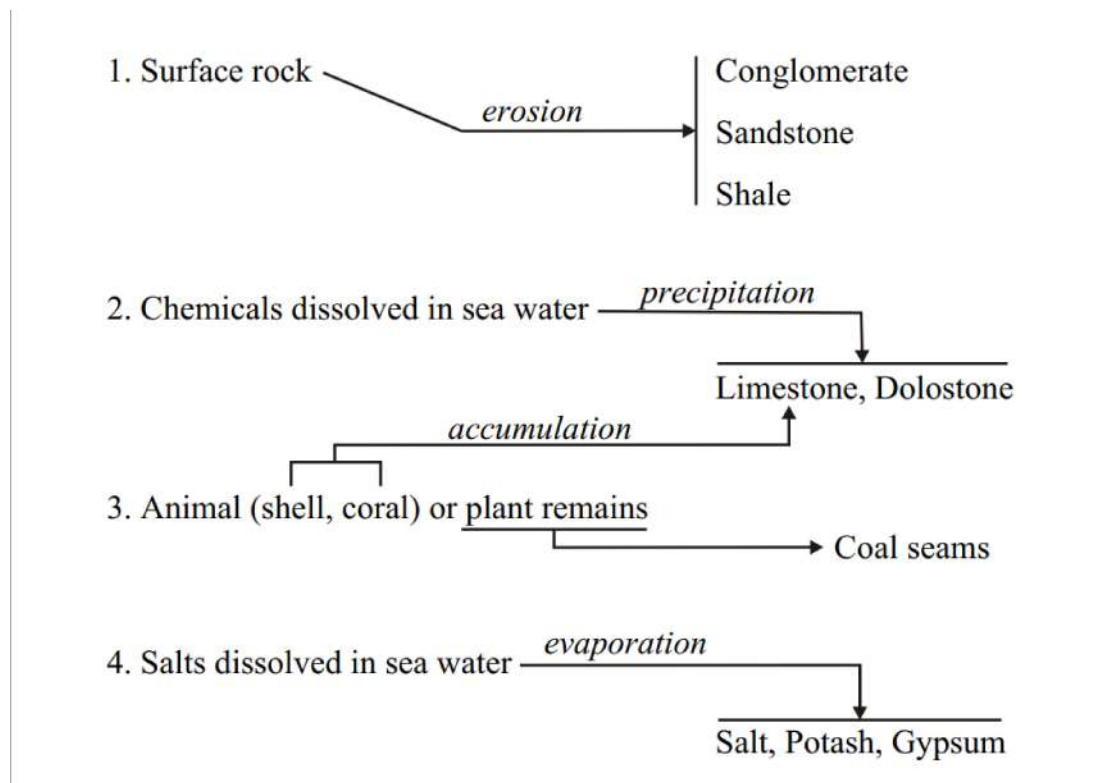 1. Surface rock
erosion
Conglomerate
Sandstone
Shale
2. Chemicals dissolved in sea water
precipitation
Limestone, Dolostone
accumulation
3. Animal (shell, coral) or plant remains
Coal seams
4. Salts dissolved in sea water
evaporation
Salt, Potash, Gypsum